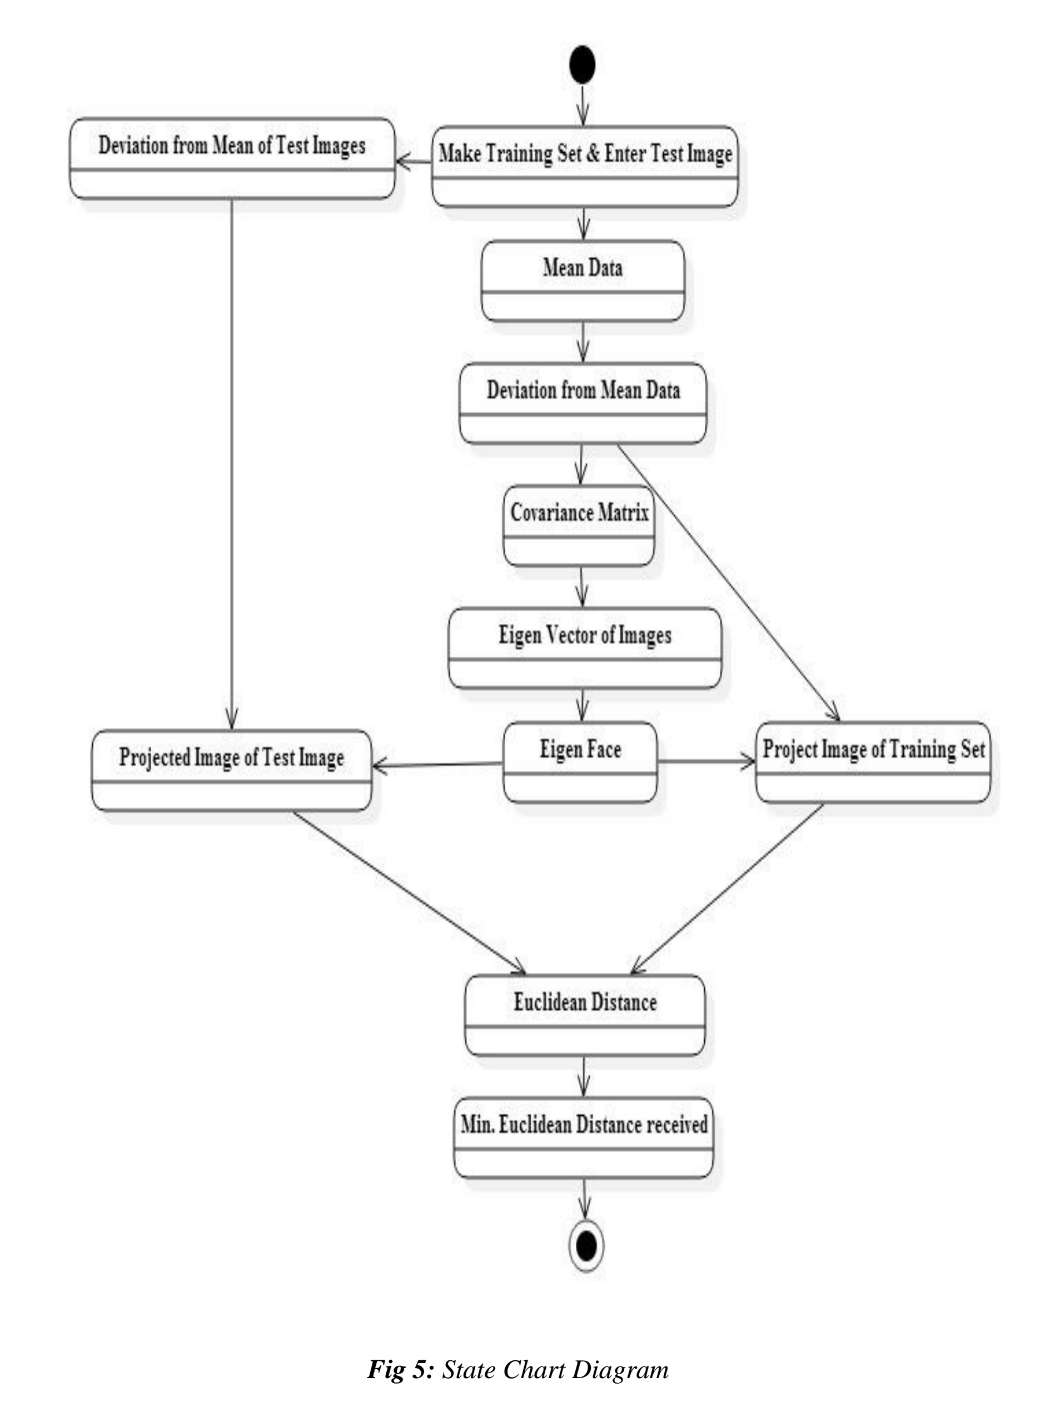 Deviation from Mean of Test Images
Make Training Set & Enter Test Image
Mean Data
Deviation from Mean Data
Covariance Matrix
Eigen Vector of Images
Projected Image of Test Image
Eigen Face
Project Image of Training Set
Euclidean Distance
Min. Euclidean Distance received
Fig 5: State Chart Diagram